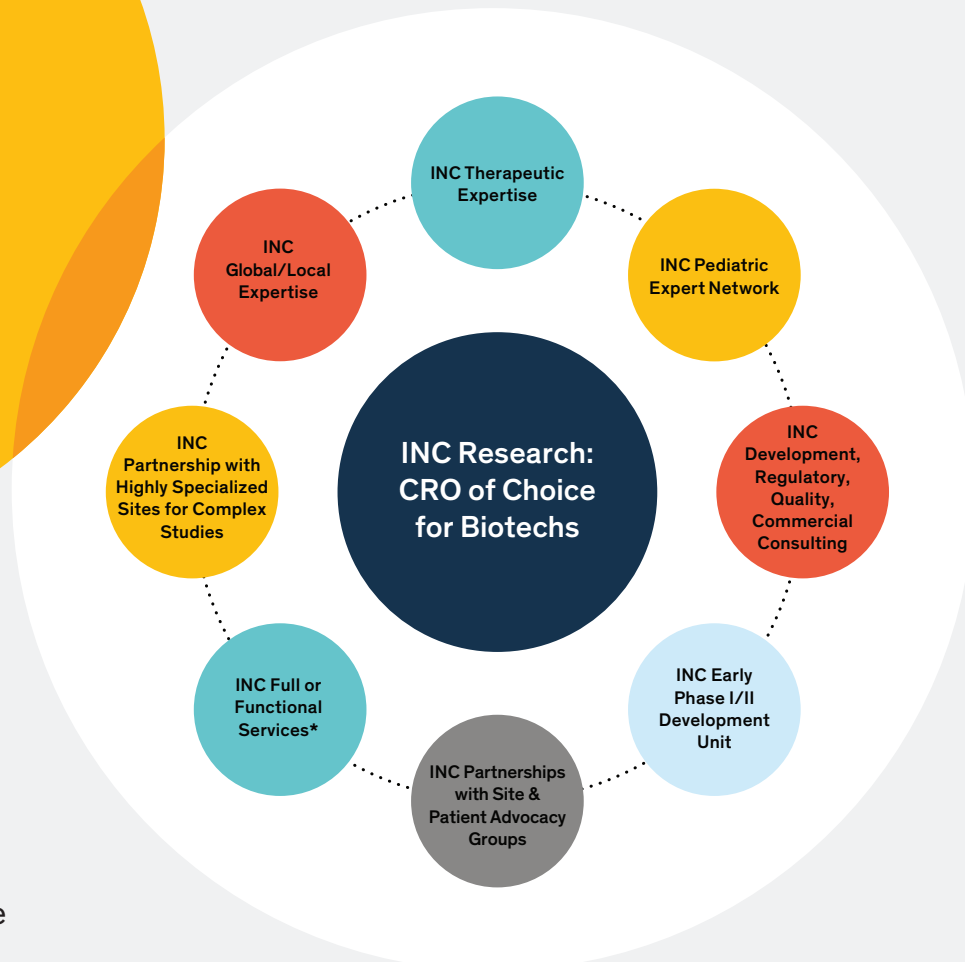 INC Therapeutic
Expertise
INC
Global/Local
Expertise
INC Pediatric
Expert Network
INC
Partnership with
Highly Specialized
Sites for Complex
Studies
INC Research:
CRO of Choice
for Biotechs
INC
Development,
Regulatory,
Quality,
Commercial
Consulting
INC Full or
Functional
Services*
INC Early
Phase I/II
Development
Unit
INC Partnerships
with Site &
Patient Advocacy
Groups
e